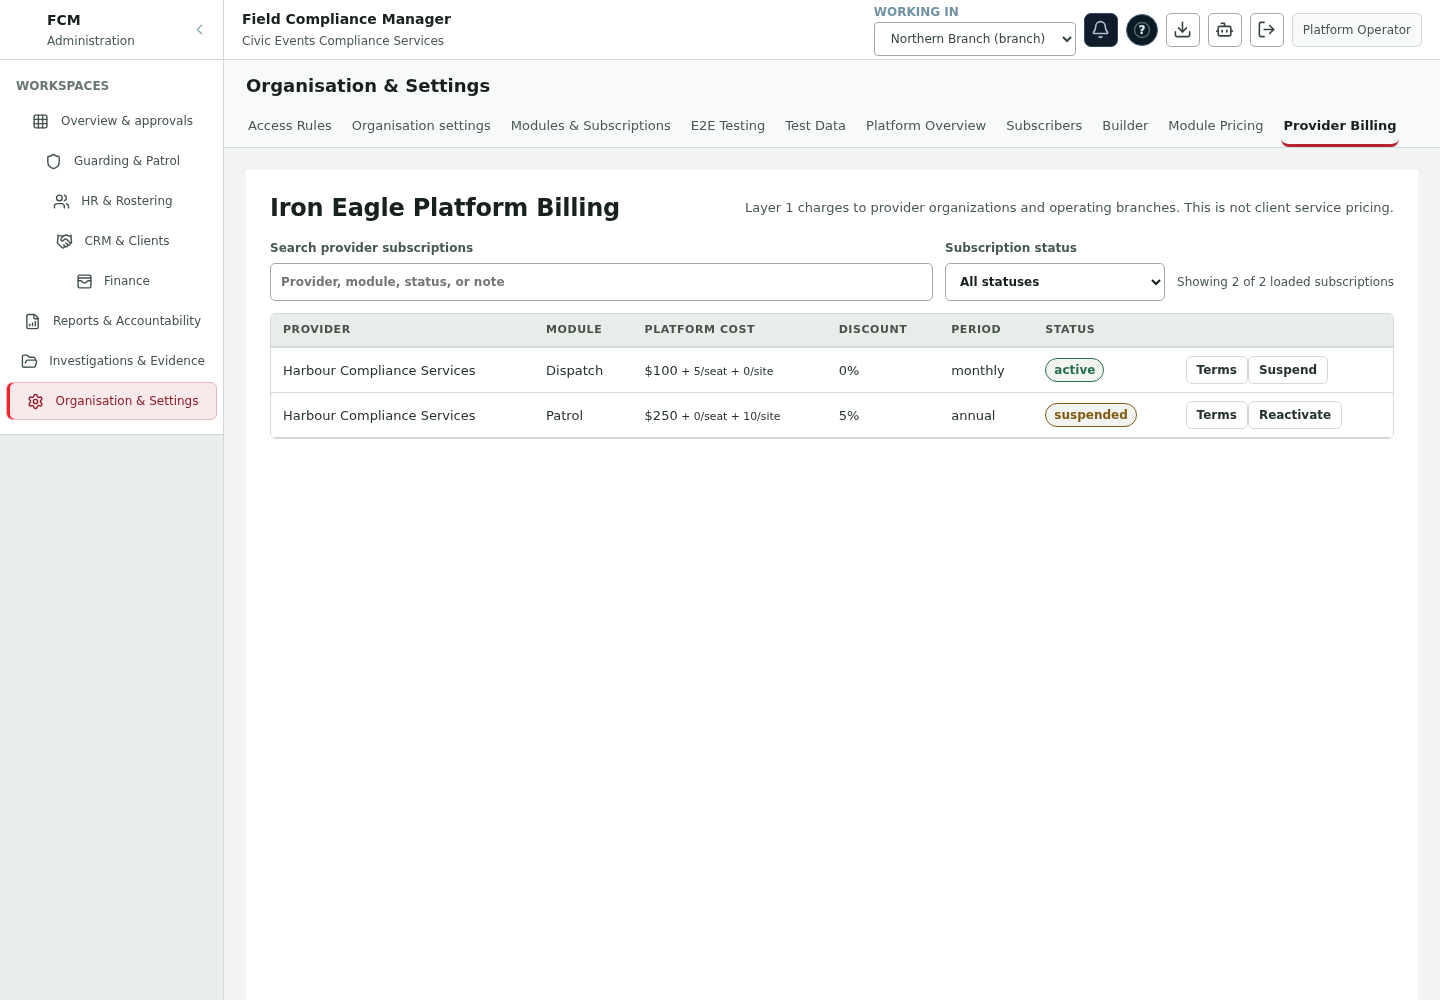 FCM
Administration
WORKSPACES
Overview & approvals
Guarding & Patrol
HR & Rostering
CRM & Clients
Finance
Reports & Accountability
Investigations & Evidence
Organisation & Settings
Field Compliance Manager
Civic Events Compliance Services
WORKING IN
Northern Branch (branch)
?
Platform Operator
Organisation & Settings
Access Rules Organisation settings Modules & Subscriptions E2E Testing Test Data Platform Overview Subscribers Builder Module Pricing Provider Billing
Iron Eagle Platform Billing
Layer 1 charges to provider organizations and operating branches. This is not client service pricing.
Search provider subscriptions
Provider, module, status, or note
Subscription status
All statuses
Showing 2 of 2 loaded subscriptions
PROVIDER MODULE PLATFORM COST DISCOUNT PERIOD STATUS
Harbour Compliance Services Dispatch $100 + 5/seat + 0/site 0% monthly active Terms Suspend
Harbour Compliance Services Patrol $250 + 0/seat + 10/site 5% annual suspended Terms Reactivate